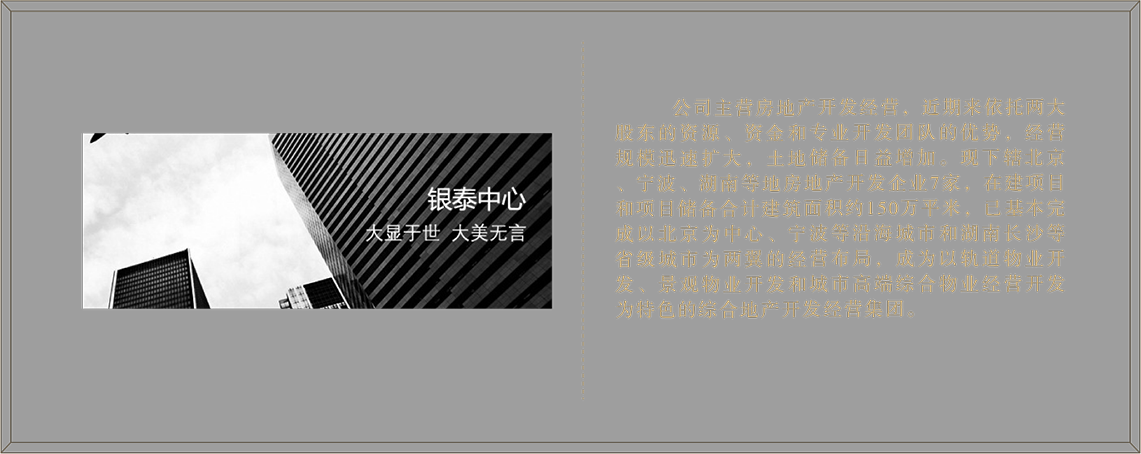 银泰中心
大显于世 大美无言
公司主营房地产开发经营，近期来依托两大
股东的资源、资金和专业开发团队的优势，经营
规模迅速扩大，土地储备日益增加。现下辖北京
、宁波、湖南等地房地产开发企业7家，在建项目
和项目储备合计建筑面积约150万平米，已基本完
成以北京为中心、宁波等沿海城市和湖南长沙等
省级城市为两翼的经营布局，成为以轨道物业开
发、景观物业开发和城市高端综合物业经营开发
为特色的综合地产开发经营集团。